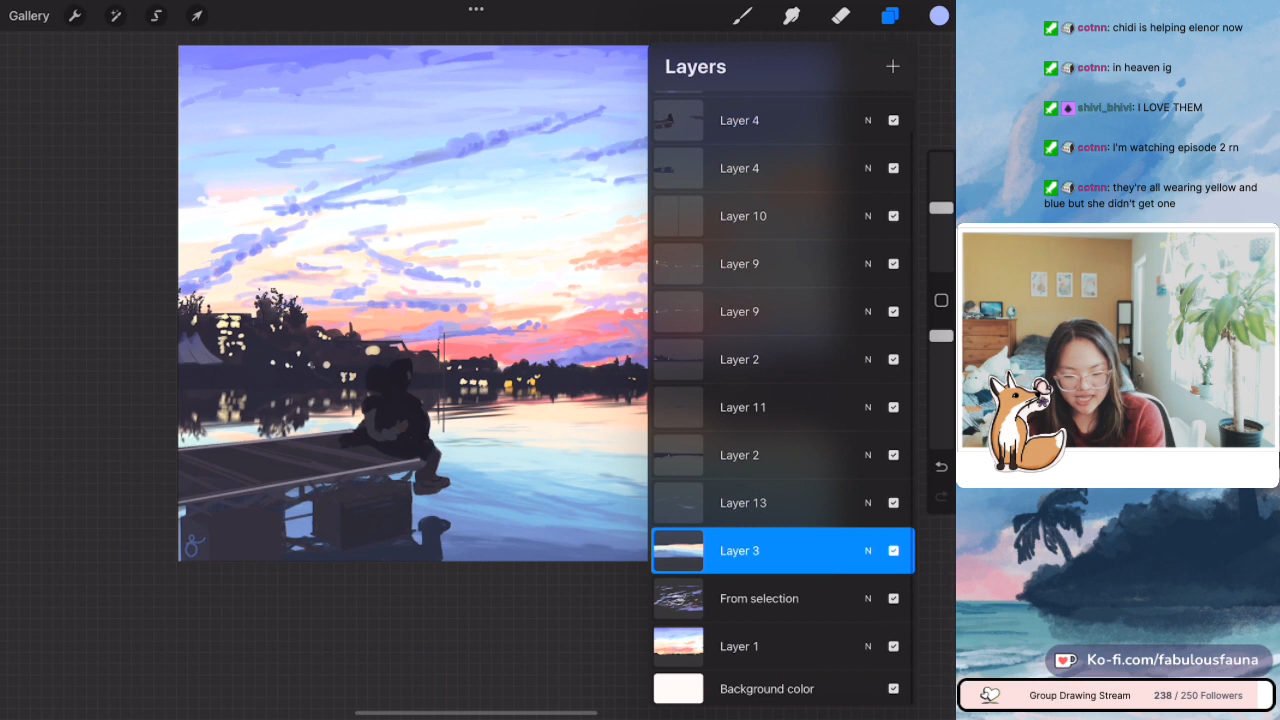 Gallery
Layers
Layer 4 N
Layer 4 N
Layer 10 N
Layer 9 N
Layer 9 N
Layer 2 N
Layer 11 N
Layer 2 N
Layer 13 N
Layer 3 N
From selection N
Layer 1 N
Background color
cotnn: chidi is helping elenor now
cotnn: in heaven ig
shivi_bhivi: I LOVE THEM
cotnn: I'm watching episode 2 rn
cotnn: they're all wearing yellow and
blue but she didn't get one
Ko-fi.com/fabulousfauna
Group Drawing Stream 238 / 250 Followers